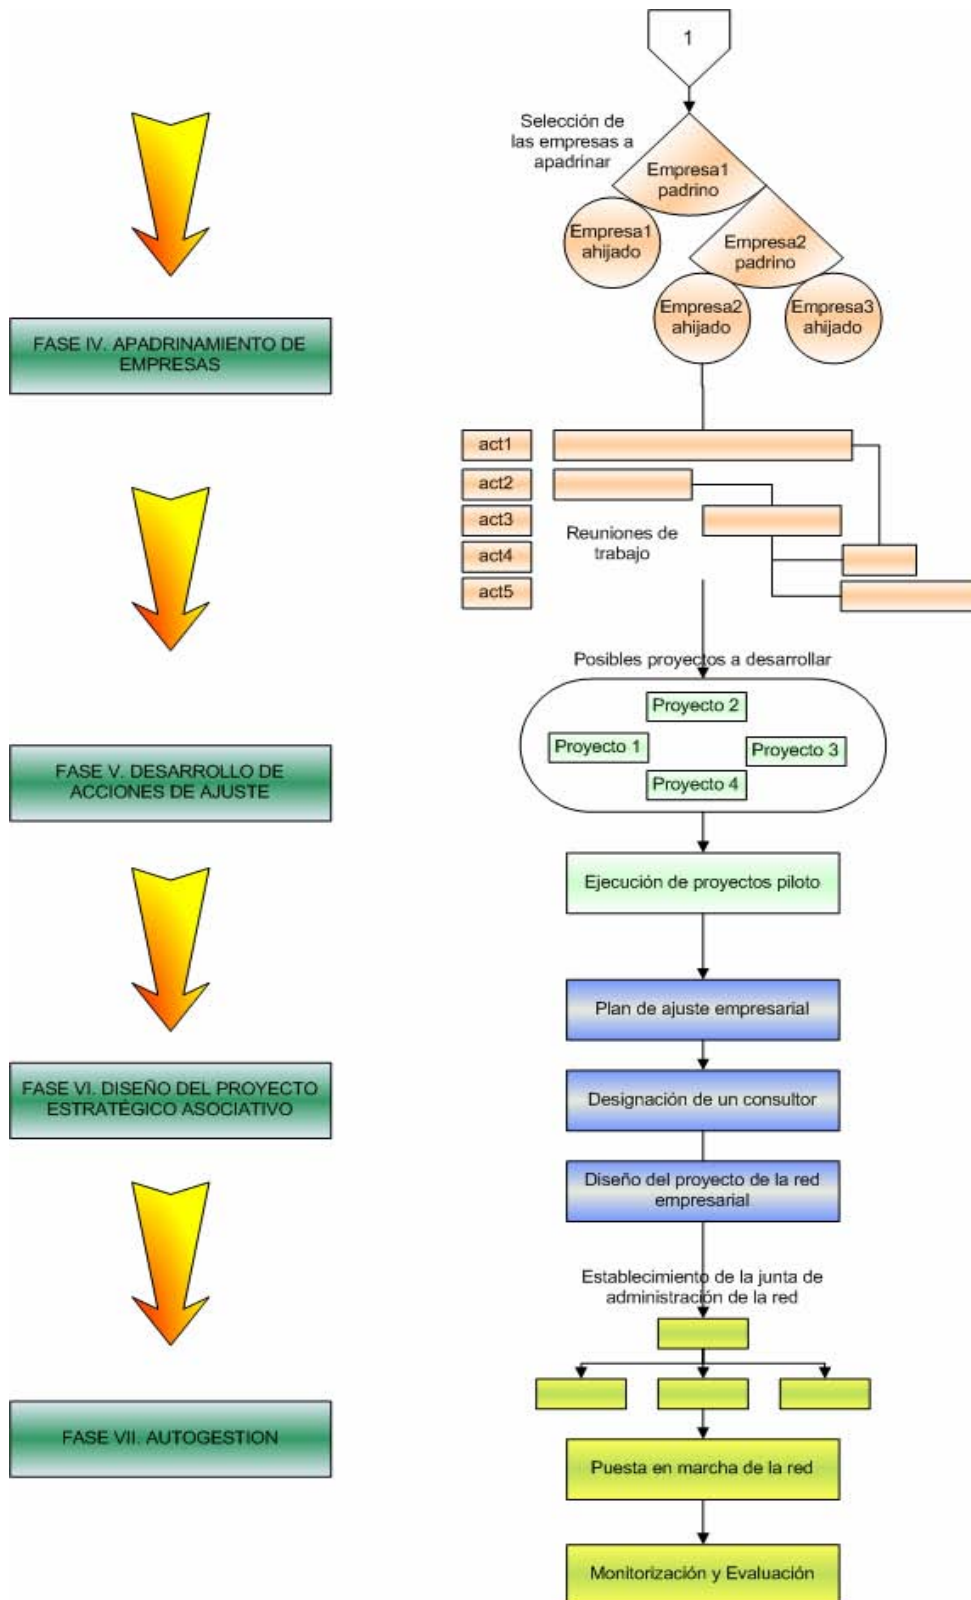 1
Selección de
las empresas a
apadrinar
Empresa1
padrino
Empresa1
ahijado
Empresa2
padrino
Empresa2
ahijado
Empresa3
ahijado
FASE IV. APADRINAMIENTO DE
EMPRESAS
act1
act2
act3
act4
act5
Reuniones de
trabajo
Posibles proyectos a desarrollar
Proyecto 2
Proyecto 1
Proyecto 3
Proyecto 4
FASE V. DESARROLLO DE
ACCIONES DE AJUSTE
Ejecución de proyectos piloto
Plan de ajuste empresarial
FASE VI. DISEÑO DEL PROYECTO
ESTRATÉGICO ASOCIATIVO
Designación de un consultor
Diseño del proyecto de la red
empresarial
Establecimiento de la junta de
administración de la red
FASE VII. AUTOGESTION
Puesta en marcha de la red
Monitorización y Evaluación